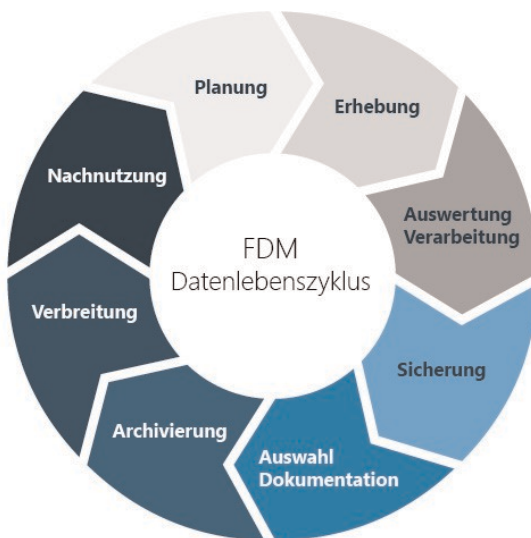 FDM
Datenlebenszyklus
Planung
Erhebung
Auswertung
Verarbeitung
Sicherung
Auswahl
Dokumentation
Archivierung
Verbreitung
Nachnutzung